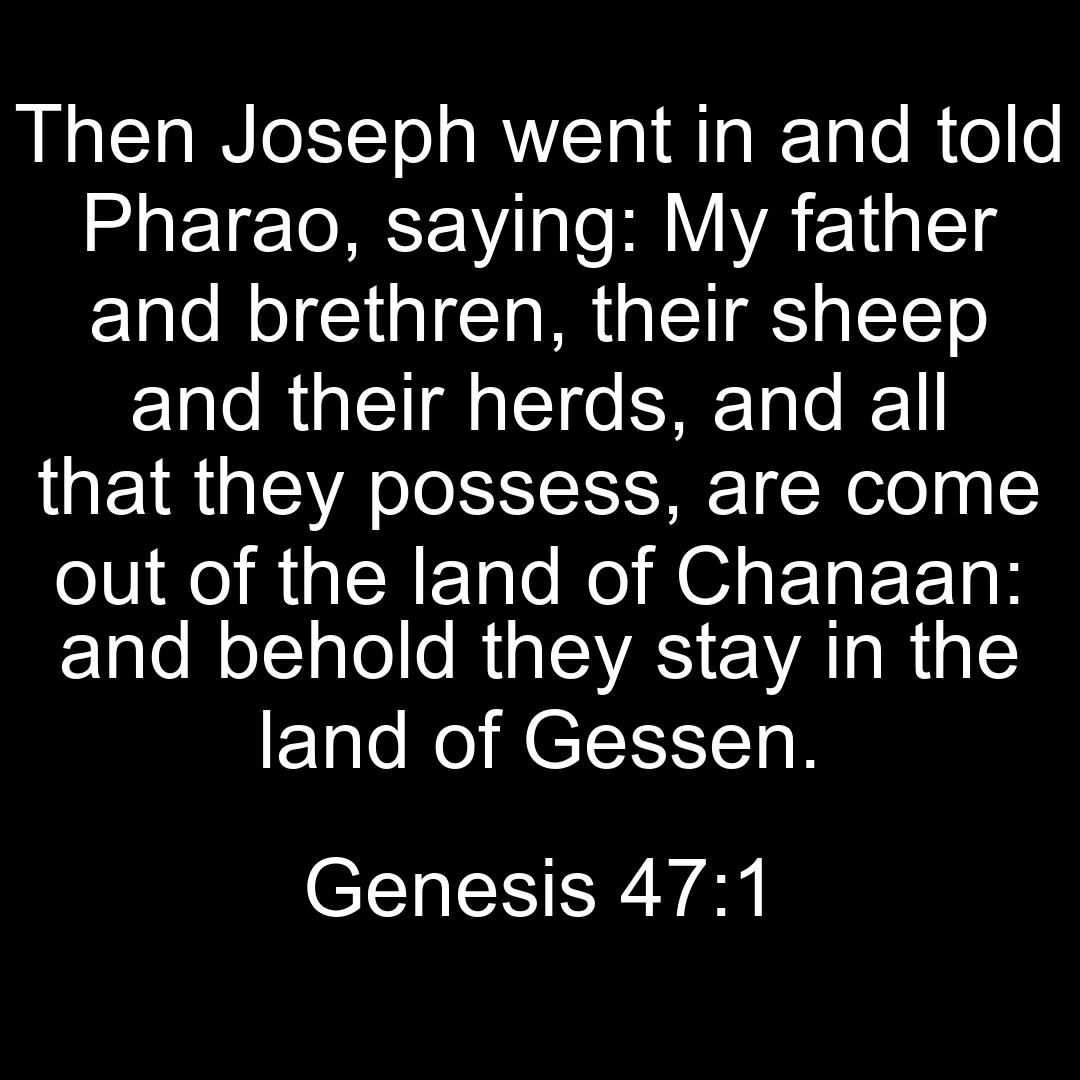 Then Joseph went in and told
Pharao, saying: My father
and brethren, their sheep
and their herds, and all
that they possess, are come
out of the land of Chanaan:
and behold they stay in the
land of Gessen.
Genesis 47:1